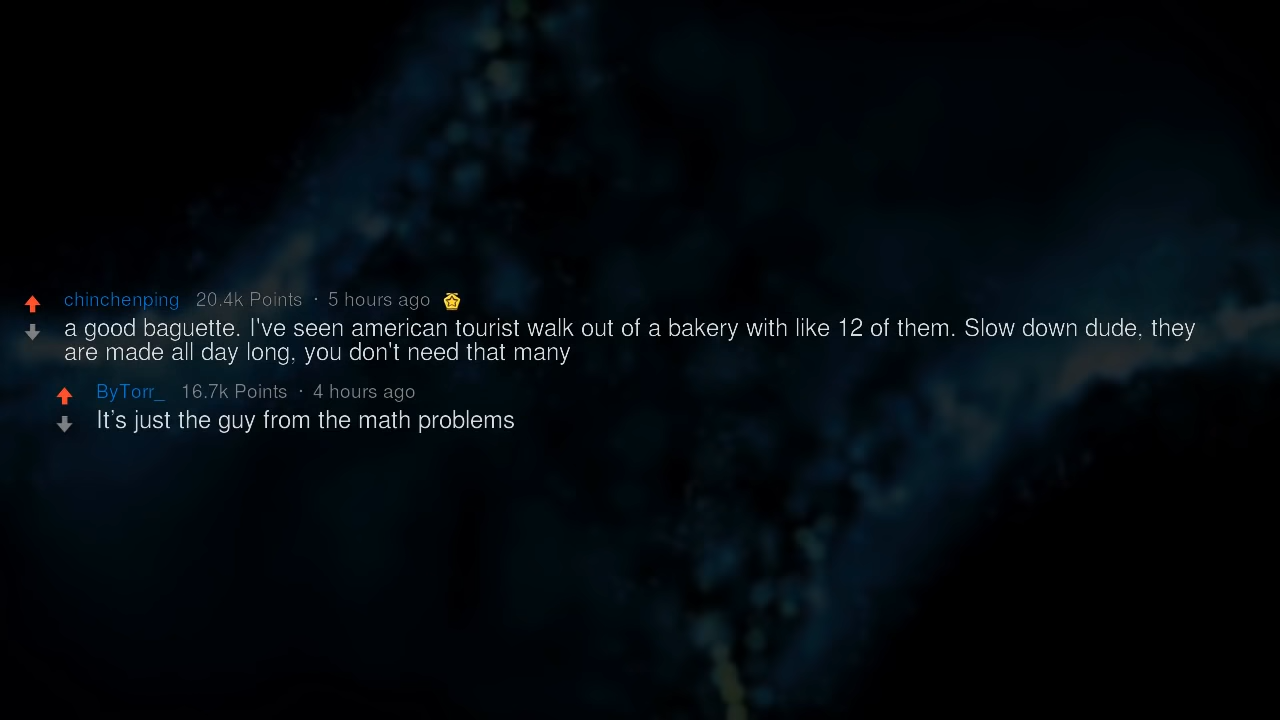 chinchenping 20.4k Points · 5 hours ago
a good baguette. I've seen american tourist walk out of a bakery with like 12 of them. Slow down dude, they
are made all day long, you don't need that many
ByTorr_ 16.7k Points · 4 hours ago
It’s just the guy from the math problems